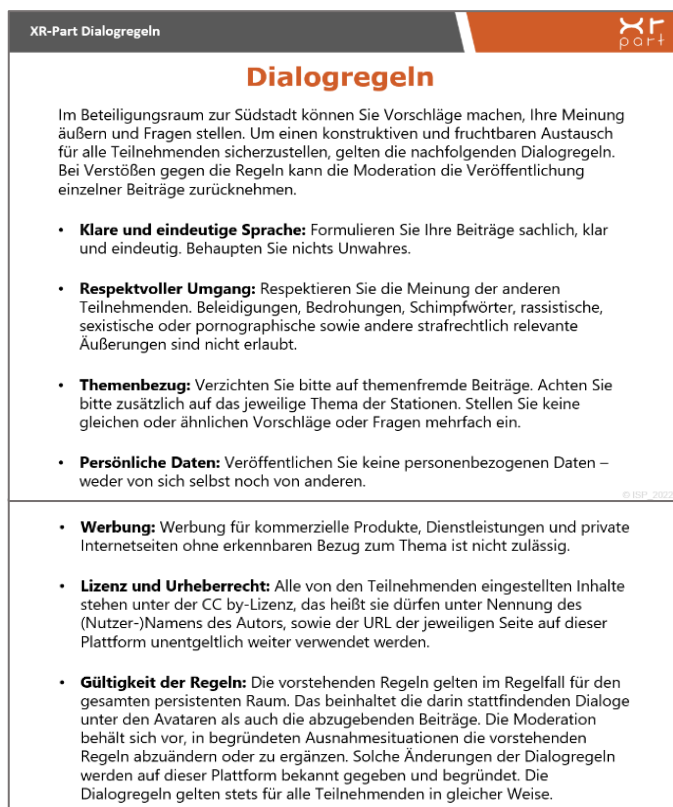 XR-Part Dialogregeln
xr
part
Dialogregeln
Im Beteiligungsraum zur Südstadt können Sie Vorschläge machen, Ihre Meinung
äußern und Fragen stellen. Um einen konstruktiven und fruchtbaren Austausch
für alle Teilnehmenden sicherzustellen, gelten die nachfolgenden Dialogregeln.
Bei Verstößen gegen die Regeln kann die Moderation die Veröffentlichung
einzelner Beiträge zurücknehmen.
• Klare und eindeutige Sprache: Formulieren Sie Ihre Beiträge sachlich, klar
und eindeutig. Behaupten Sie nichts Unwahres.
• Respektvoller Umgang: Respektieren Sie die Meinung der anderen
Teilnehmenden. Beleidigungen, Bedrohungen, Schimpfwörter, rassistische,
sexistische oder pornographische sowie andere strafrechtlich relevante
Äußerungen sind nicht erlaubt.
• Themenbezug: Verzichten Sie bitte auf themenfremde Beiträge. Achten Sie
bitte zusätzlich auf das jeweilige Thema der Stationen. Stellen Sie keine
gleichen oder ähnlichen Vorschläge oder Fragen mehrfach ein.
• Persönliche Daten: Veröffentlichen Sie keine personenbezogenen Daten –
weder von sich selbst noch von anderen.
© ISP_2022
• Werbung: Werbung für kommerzielle Produkte, Dienstleistungen und private
Internetseiten ohne erkennbaren Bezug zum Thema ist nicht zulässig.
• Lizenz und Urheberrecht: Alle von den Teilnehmenden eingestellten Inhalte
stehen unter der CC by-Lizenz, das heißt sie dürfen unter Nennung des
(Nutzer-)Namens des Autors, sowie der URL der jeweiligen Seite auf dieser
Plattform unentgeltlich weiter verwendet werden.
• Gültigkeit der Regeln: Die vorstehenden Regeln gelten im Regelfall für den
gesamten persistenten Raum. Das beinhaltet die darin stattfindenden Dialoge
unter den Avataren als auch die abzugebenden Beiträge. Die Moderation
behält sich vor, in begründeten Ausnahmesituationen die vorstehenden
Regeln abzuändern oder zu ergänzen. Solche Änderungen der Dialogregeln
werden auf dieser Plattform bekannt gegeben und begründet. Die
Dialogregeln gelten stets für alle Teilnehmenden in gleicher Weise.